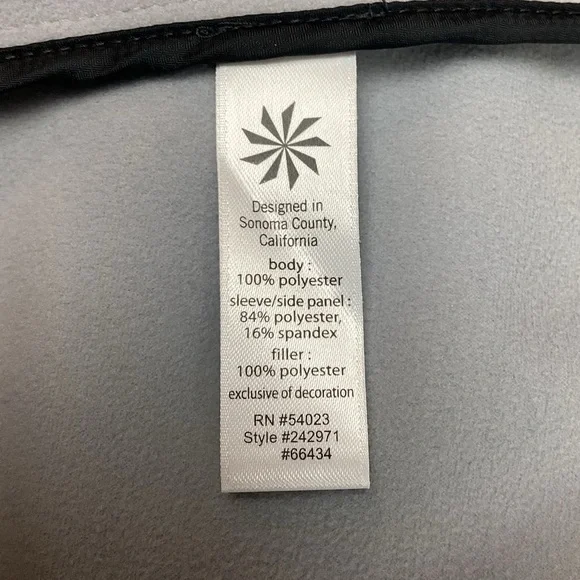 Designed in
Sonoma County,
California
body :
100% polyester
sleeve/side panel :
84% polyester,
16% spandex
filler :
100% polyester
exclusive of decoration
RN #54023
Style #242971
#66434